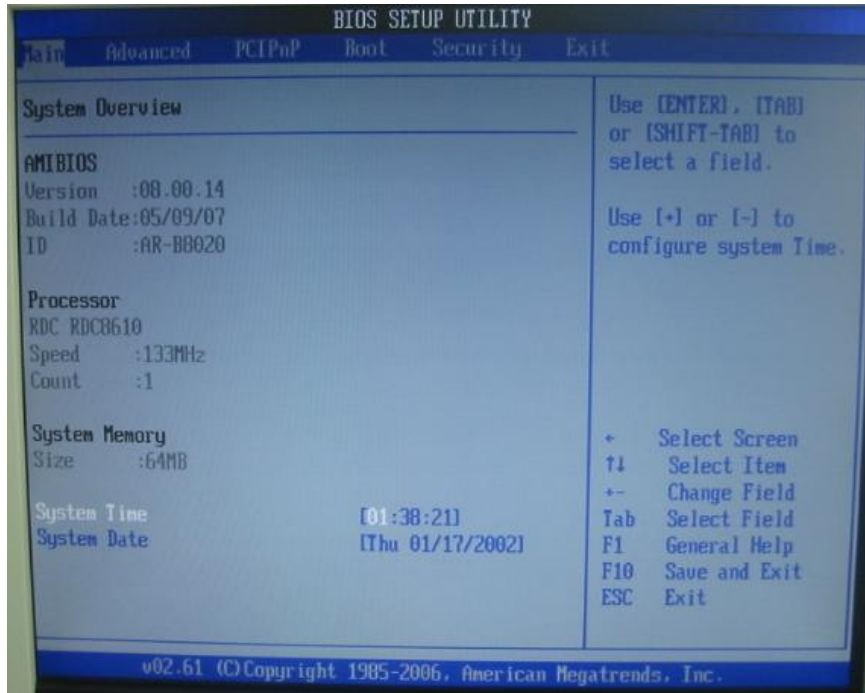 BIOS SETUP UTILITY
Main Advanced PCIPnP Boot Security Exit
System Overview
AMIBIOS
Version :08.00.14
Build Date:05/09/07
ID :AR-B8020
Processor
RDC RDC8610
Speed :133MHz
Count :1
System Memory
Size :64MB
System Time [01:38:21]
System Date [Thu 01/17/2002]
Use [ENTER], [TAB]
or [SHIFT-TAB] to
select a field.
Use [+] or [-] to
configure system Time.
← Select Screen
↑↓ Select Item
+- Change Field
Tab Select Field
F1 General Help
F10 Save and Exit
ESC Exit
v02.61 (C)Copyright 1985-2006, American Megatrends, Inc.